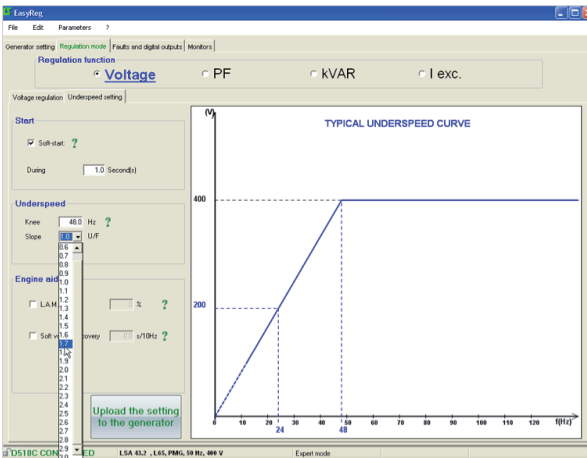 EasyReg
File Edit Parameters ?
Generator setting Regulation mode Faults and digital outputs Monitors
Regulation function
Voltage PF kVAR I exc.
Voltage regulation Underspeed setting
Start
Soft-start: ?
During 1.0 Second(s)
Underspeed
Knee 48.0 Hz ?
Slope 1.0 U/F
0.6
0.7
0.8
0.9
1.0
1.1
1.2
1.3
1.4
1.5
1.6
1.7
1.9
2.0
2.1
2.2
2.3
2.4
2.5
2.6
2.7
2.8
2.9
Engine aid
L.A.M. % ?
Soft v covery 0.0 s/10Hz ?
Upload the setting
to the generator
TYPICAL UNDERSPEED CURVE
(V)
400
200
10 20 30 40 50 60 70 80 90 100 110 120 f(Hz)
24 48
D510C CON ED LSA 43.2 , L65, PMG, 50 Hz, 400 V Expert mode